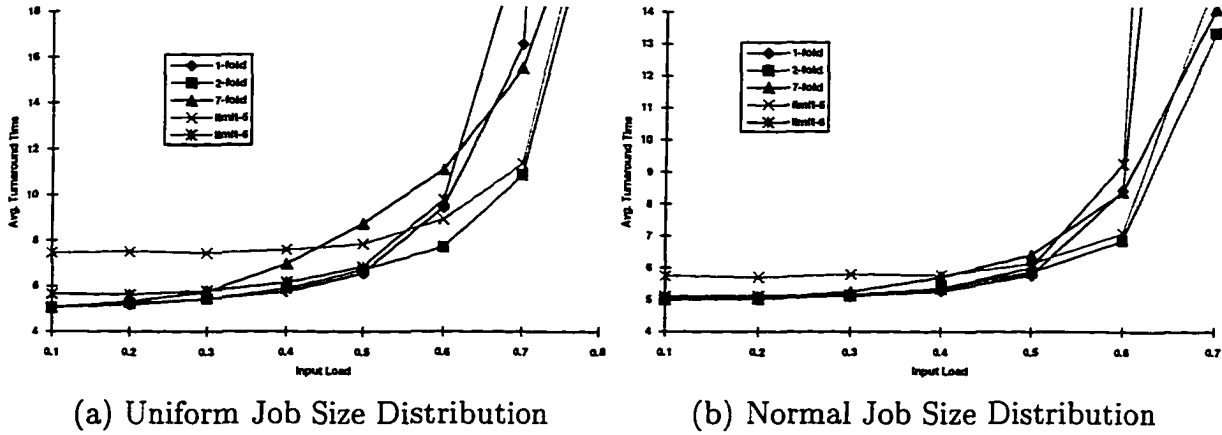 18
16
14
12
10
8
6
4
Avg. Turnaround Time
1-fold
2-fold
7-fold
limit-5
limit-6
0.1 0.2 0.3 0.4 0.5 0.6 0.7 0.8
Input Load
(a) Uniform Job Size Distribution
14
13
12
11
10
9
8
7
6
5
4
Avg. Turnaround Time
1-fold
2-fold
7-fold
limit-5
limit-6
0.1 0.2 0.3 0.4 0.5 0.6 0.7
Input Load
(b) Normal Job Size Distribution